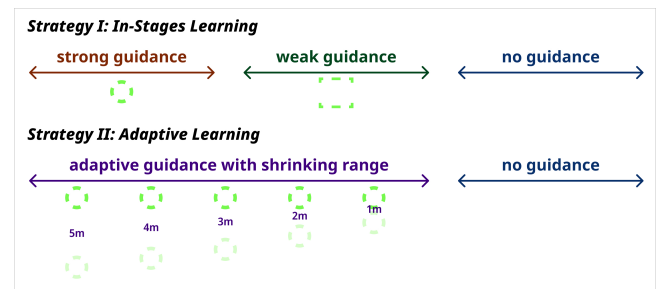 Strategy I: In-Stages Learning
strong guidance weak guidance no guidance
Strategy II: Adaptive Learning
adaptive guidance with shrinking range no guidance
5m 4m 3m 2m 1m